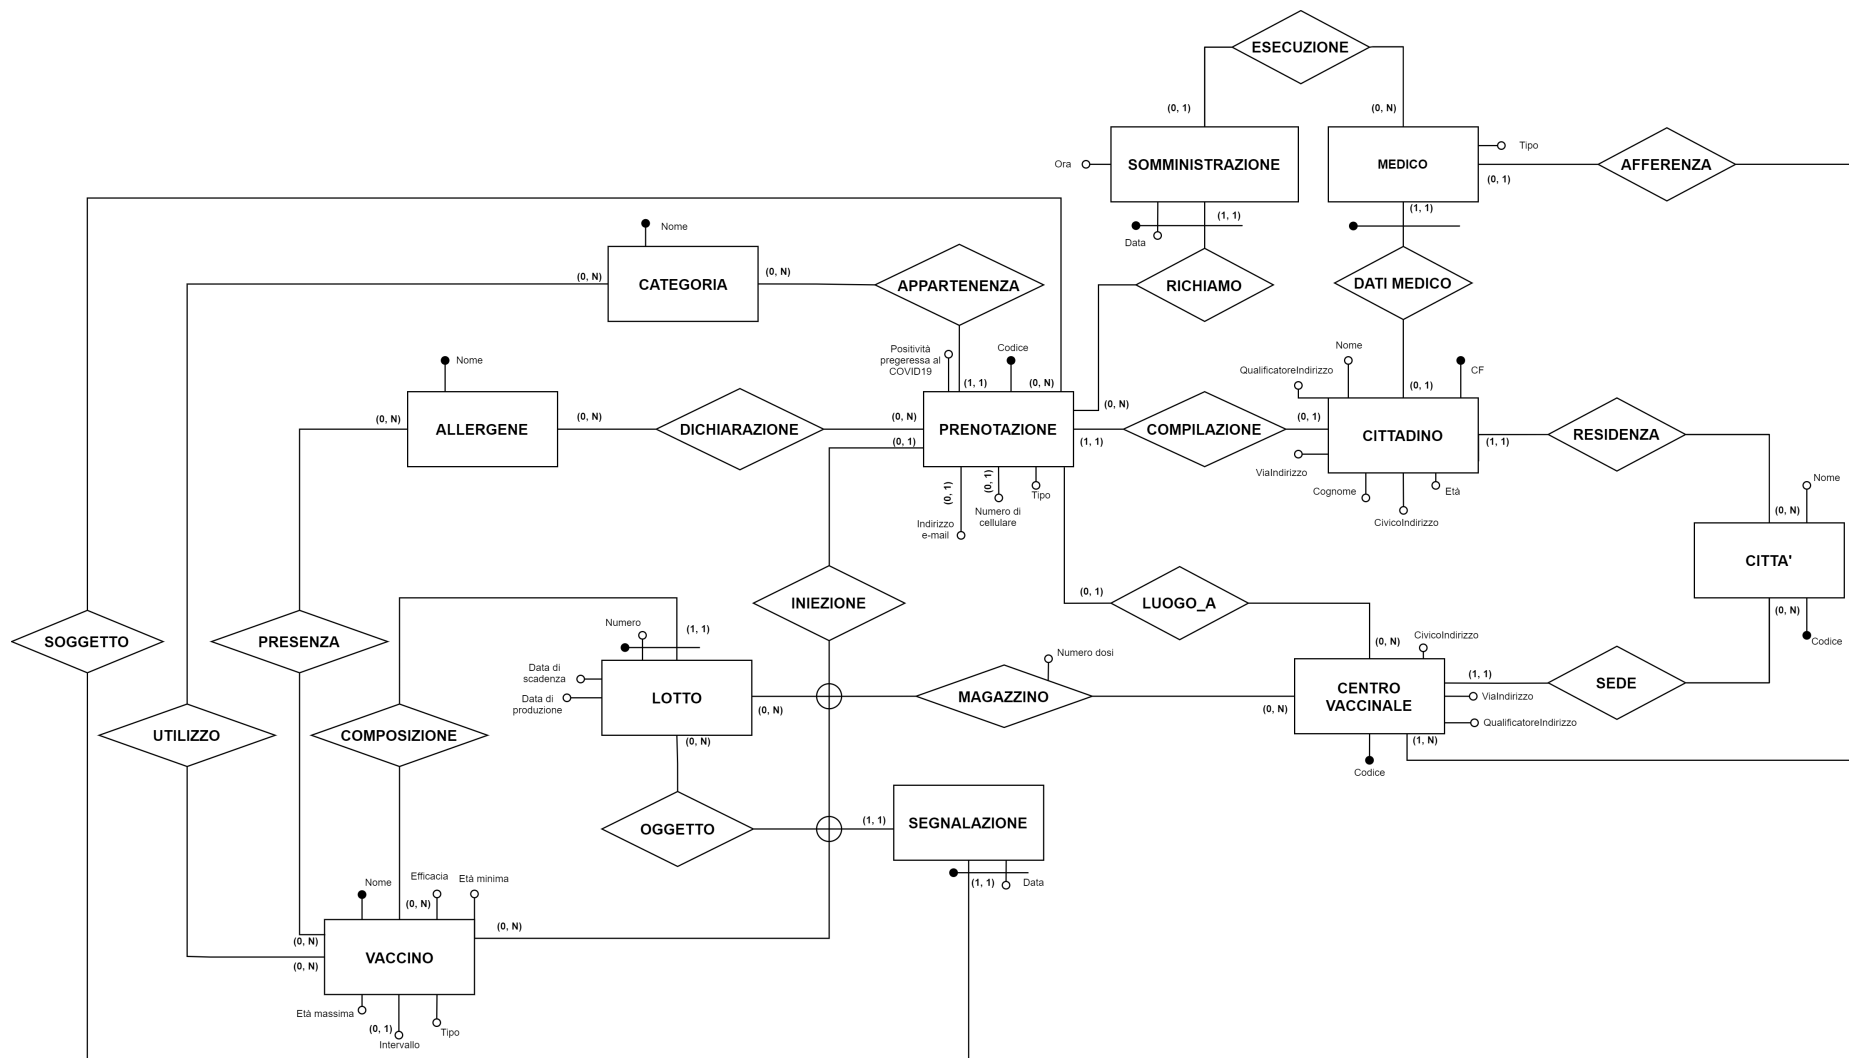 ESECUZIONE
(0, 1)
(0, N)
SOMMINISTRAZIONE
Ora
MEDICO
Tipo
(0, 1)
AFFERENZA
(1, 1)
Data
(1, 1)
Nome
(0, N)
CATEGORIA
(0, N)
APPARTENENZA
RICHIAMO
DATI MEDICO
Nome
Positività
pregeressa al
COVID19
Codice
(1, 1)
(0, N)
Nome
QualificatoreIndirizzo
CF
(0, 1)
(0, N)
ALLERGENE
(0, N)
DICHIARAZIONE
(0, N)
(0, 1)
PRENOTAZIONE
(0, N)
(1, 1)
COMPILAZIONE
(0, 1)
CITTADINO
(1, 1)
RESIDENZA
ViaIndirizzo
Cognome
CivicoIndirizzo
Età
(0, 1)
Indirizzo
e-mail
(0, 1)
Numero di
cellulare
Tipo
Nome
(0, N)
CITTA'
(0, N)
Codice
INIEZIONE
(0, 1)
LUOGO_A
(0, N)
SOGGETTO
PRESENZA
Numero
(1, 1)
Data di
scadenza
Data di
produzione
LOTTO
(0, N)
(0, N)
Numero dosi
MAGAZZINO
(0, N)
CivicoIndirizzo
CENTRO
VACCINALE
(1, 1)
ViaIndirizzo
QualificatoreIndirizzo
(1, N)
Codice
SEDE
UTILIZZO
COMPOSIZIONE
OGGETTO
(1, 1)
SEGNALAZIONE
(1, 1)
Data
Nome
Efficacia
Età minima
(0, N)
(0, N)
(0, N)
(0, N)
VACCINO
Età massima
(0, 1)
Intervallo
Tipo